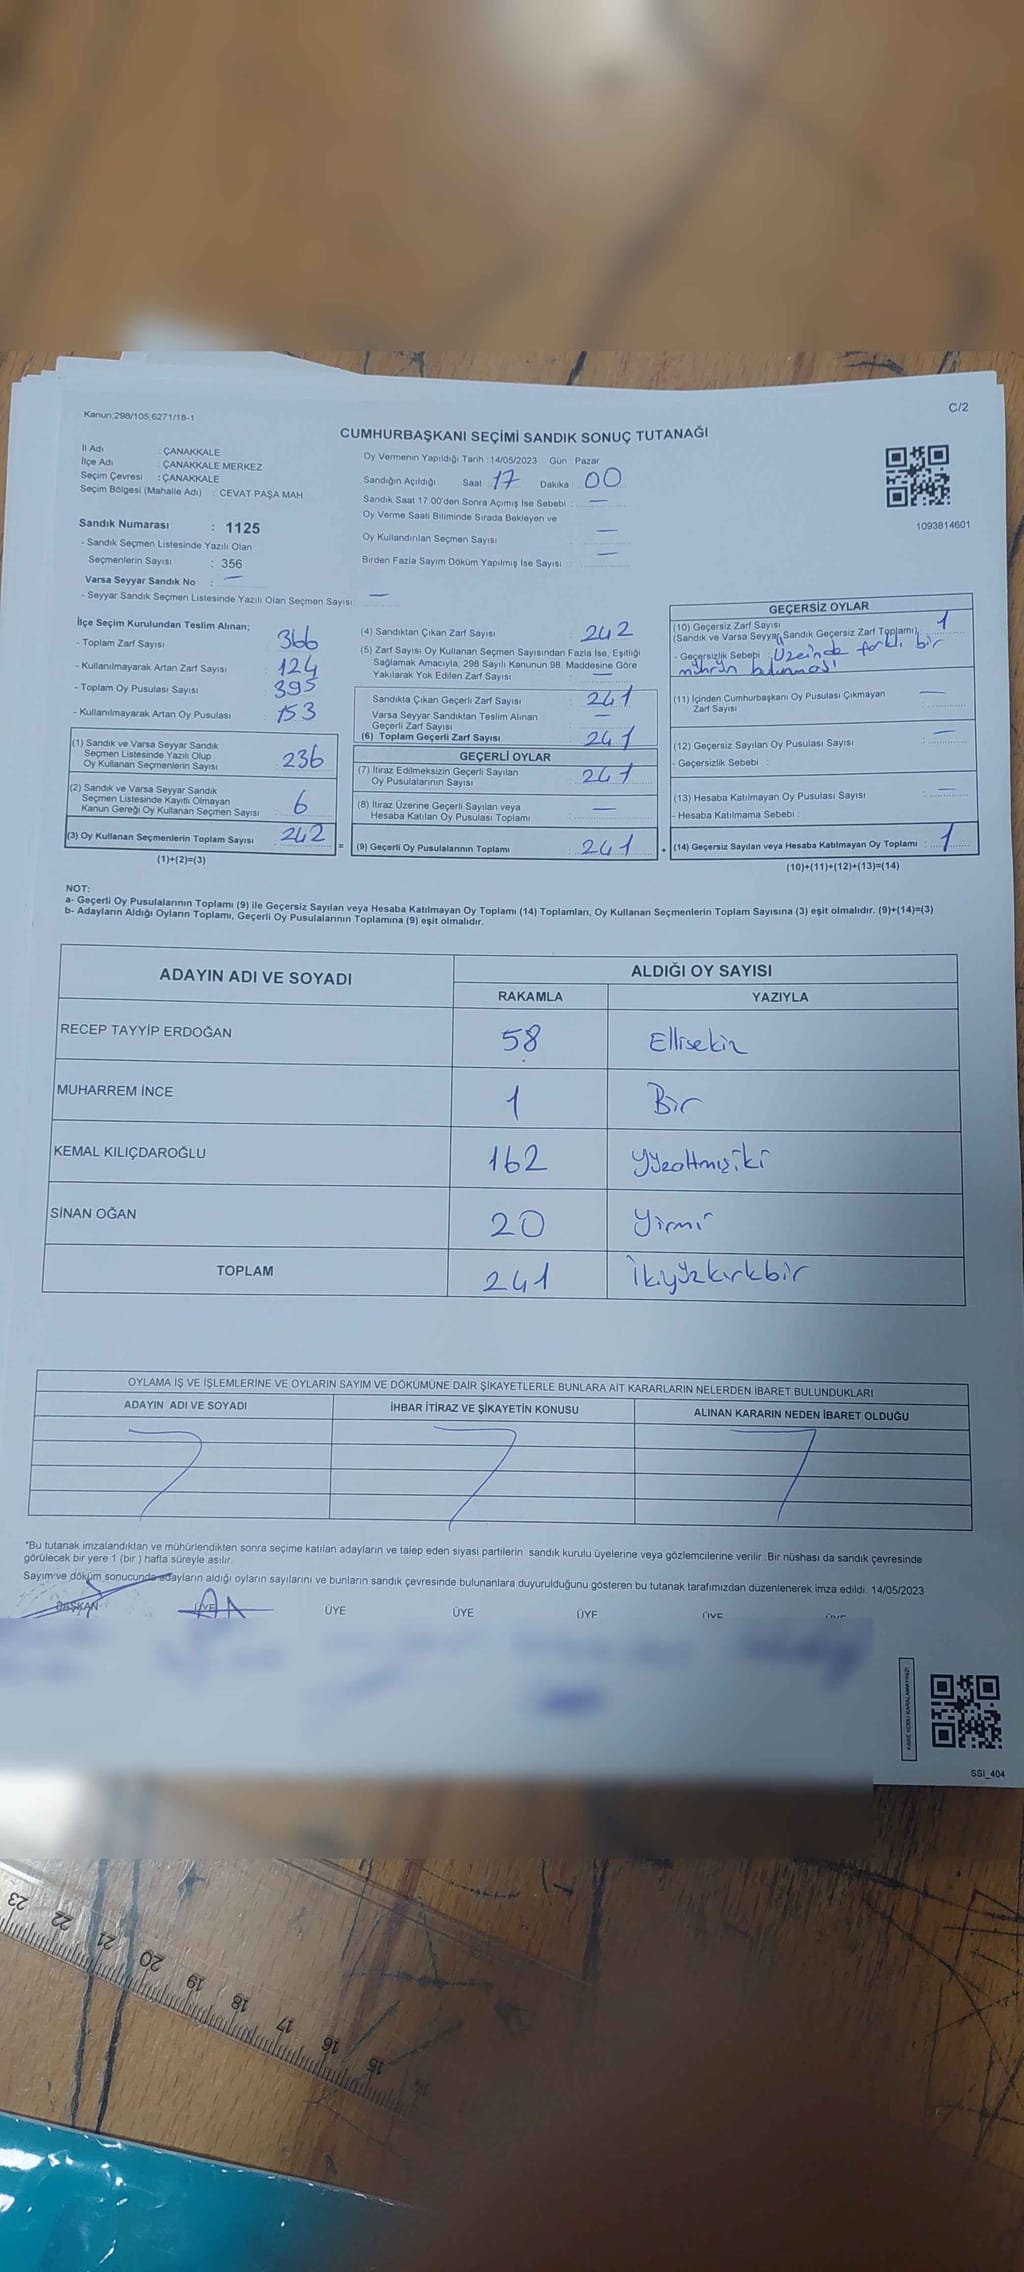 Kanun;298/105,6271/18-1
C/2
CUMHURBAŞKANI SEÇİMİ SANDIK SONUÇ TUTANAĞI
İl Adı : ÇANAKKALE
İlçe Adı : ÇANAKKALE MERKEZ
Seçim Çevresi : ÇANAKKALE
Seçim Bölgesi (Mahalle Adı) : CEVAT PAŞA MAH
Sandık Numarası : 1125
- Sandık Seçmen Listesinde Yazılı Olan
Seçmenlerin Sayısı : 356
Varsa Seyyar Sandık No : —
- Seyyar Sandık Seçmen Listesinde Yazılı Olan Seçmen Sayısı: —
Oy Vermenin Yapıldığı Tarih : 14/05/2023 Gün : Pazar
Sandığın Açıldığı Saat : 17 Dakika : 00
Sandık Saat 17:00'den Sonra Açımış İse Sebebi : —
Oy Verme Saati Bitiminde Sırada Bekleyen ve
Oy Kullandırılan Seçmen Sayısı : —
Birden Fazla Sayım Döküm Yapılmış İse Sayısı : —
1093814601
İlçe Seçim Kurulundan Teslim Alınan;
- Toplam Zarf Sayısı : 366
- Kullanılmayarak Artan Zarf Sayısı : 124
- Toplam Oy Pusulası Sayısı : 395
- Kullanılmayarak Artan Oy Pusulası : 153
(1) Sandık ve Varsa Seyyar Sandık
Seçmen Listesinde Yazılı Olup
Oy Kullanan Seçmenlerin Sayısı : 236
(2) Sandık ve Varsa Seyyar Sandık
Seçmen Listesinde Kayıtlı Olmayan
Kanun Gereği Oy Kullanan Seçmen Sayısı : 6
(3) Oy Kullanan Seçmenlerin Toplam Sayısı : 242
(1)+(2)=(3)
=
(4) Sandıktan Çıkan Zarf Sayısı : 242
(5) Zarf Sayısı Oy Kullanan Seçmen Sayısından Fazla İse, Eşitliği
Sağlamak Amacıyla, 298 Sayılı Kanunun 98. Maddesine Göre
Yakılarak Yok Edilen Zarf Sayısı : —
Sandıkta Çıkan Geçerli Zarf Sayısı : 241
Varsa Seyyar Sandıktan Teslim Alınan
Geçerli Zarf Sayısı : —
(6) Toplam Geçerli Zarf Sayısı : 241
GEÇERLİ OYLAR
(7) İtiraz Edilmeksizin Geçerli Sayılan
Oy Pusulalarının Sayısı : 241
(8) İtiraz Üzerine Geçerli Sayılan veya
Hesaba Katılan Oy Pusulası Toplamı : —
(9) Geçerli Oy Pusulalarının Toplamı : 241
+
GEÇERSİZ OYLAR
(10) Geçersiz Zarf Sayısı
(Sandık ve Varsa Seyyar Sandık Geçersiz Zarf Toplamı) : 1
- Geçersizlik Sebebi : Üzeinde farklı bir
mührün bulunması
(11) İçinden Cumhurbaşkanı Oy Pusulası Çıkmayan
Zarf Sayısı : —
(12) Geçersiz Sayılan Oy Pusulası Sayısı : —
- Geçersizlik Sebebi :
(13) Hesaba Katılmayan Oy Pusulası Sayısı : —
- Hesaba Katılmama Sebebi :
(14) Geçersiz Sayılan veya Hesaba Katılmayan Oy Toplamı : 1
(10)+(11)+(12)+(13)=(14)
NOT:
a- Geçerli Oy Pusulalarının Toplamı (9) ile Geçersiz Sayılan veya Hesaba Katılmayan Oy Toplamı (14) Toplamları, Oy Kullanan Seçmenlerin Toplam Sayısına (3) eşit olmalıdır. (9)+(14)=(3)
b- Adayların Aldığı Oyların Toplamı, Geçerli Oy Pusulalarının Toplamına (9) eşit olmalıdır.
ADAYIN ADI VE SOYADI
ALDIĞI OY SAYISI
RAKAMLA YAZIYLA
RECEP TAYYİP ERDOĞAN 58 Ellisekiz
MUHARREM İNCE 1 Bir
KEMAL KILIÇDAROĞLU 162 Yüzaltmışiki
SİNAN OĞAN 20 Yirmi
TOPLAM 241 İkiyüzkırkbir
OYLAMA İŞ VE İŞLEMLERİNE VE OYLARIN SAYIM VE DÖKÜMÜNE DAİR ŞİKAYETLERLE BUNLARA AİT KARARLARIN NELERDEN İBARET BULUNDUKLARI
ADAYIN ADI VE SOYADI İHBAR İTİRAZ VE ŞİKAYETİN KONUSU ALINAN KARARIN NEDEN İBARET OLDUĞU
*Bu tutanak imzalandıktan ve mühürlendikten sonra seçime katılan adayların ve talep eden siyasi partilerin sandık kurulu üyelerine veya gözlemcilerine verilir. Bir nüshası da sandık çevresinde
görülecek bir yere 1 (bir) hafta süreyle asılır.
Sayım ve döküm sonucunda adayların aldığı oyların sayılarını ve bunların sandık çevresinde bulunanlara duyurulduğunu gösteren bu tutanak tarafımızdan düzenlenerek imza edildi. 14/05/2023
BAŞKAN ÜYE ÜYE ÜYE ÜYE ÜYE ÜYE
KARE KODU KARALAMAYINIZ!
SSI_404
23 22 21 20 19 18 17 16 15